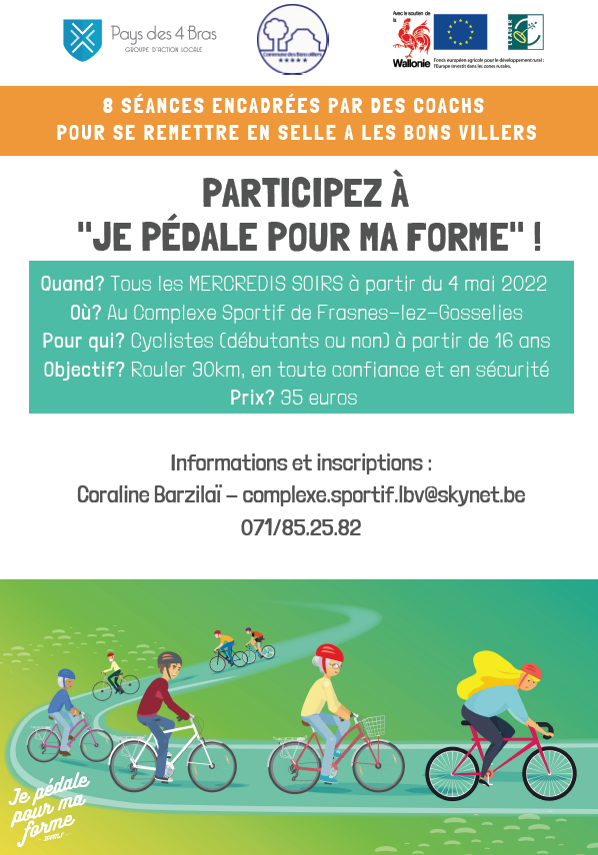 Pays des 4 Bras
GROUPE D'ACTION LOCALE
Commune des Bons villers
Avec le soutien de
la
Wallonie
Fonds européen agricole pour le développement rural :
l'Europe investit dans les zones rurales.
LEADER
8 SÉANCES ENCADRÉES PAR DES COACHS
POUR SE REMETTRE EN SELLE A LES BONS VILLERS
PARTICIPEZ À
"JE PÉDALE POUR MA FORME" !
Quand? Tous les MERCREDIS SOIRS à partir du 4 mai 2022
Où? Au Complexe Sportif de Frasnes-lez-Gosselies
Pour qui? Cyclistes (débutants ou non) à partir de 16 ans
Objectif? Rouler 30km, en toute confiance et en sécurité
Prix? 35 euros
Informations et inscriptions :
Coraline Barzilaï – complexe.sportif.lbv@skynet.be
071/85.25.82
Je pédale
pour ma
forme